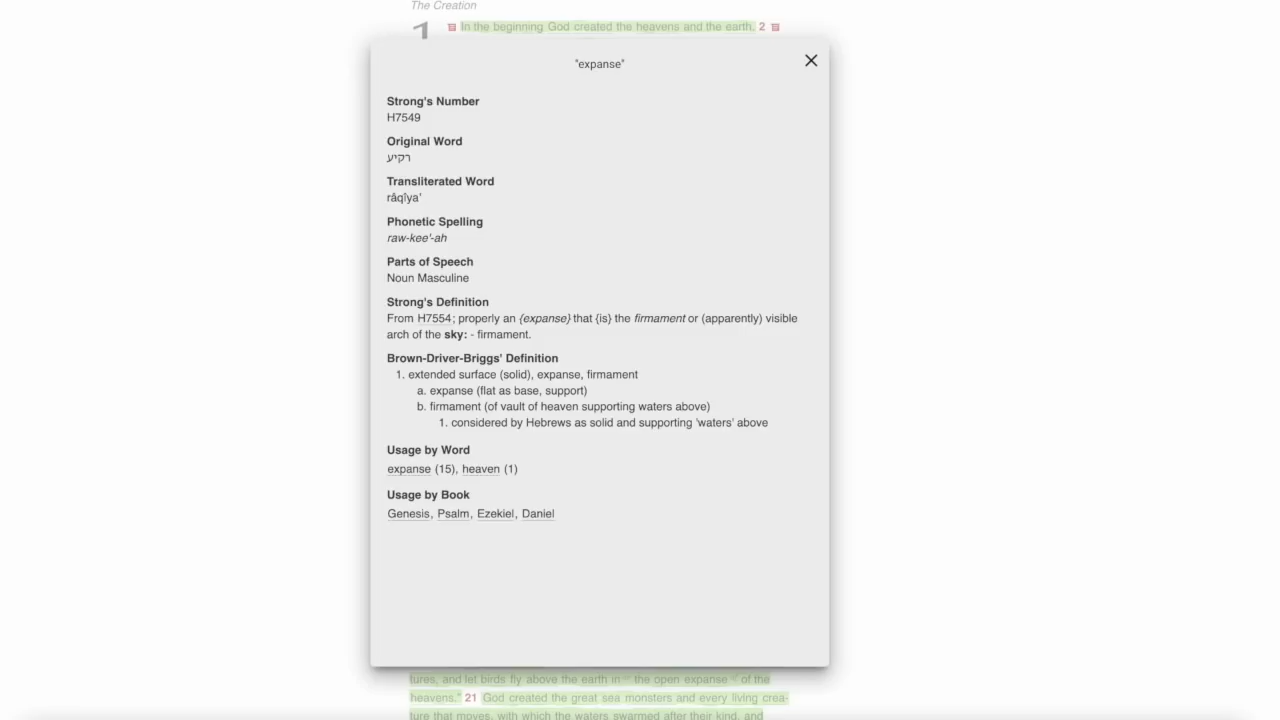 The Creation
1 In the beginning God created the heavens and the earth. 2
"expanse"
Strong's Number
H7549
Original Word
רקיע
Transliterated Word
râqîya‛
Phonetic Spelling
raw-kee'-ah
Parts of Speech
Noun Masculine
Strong's Definition
From H7554; properly an {expanse} that {is} the firmament or (apparently) visible
arch of the sky: - firmament.
Brown-Driver-Briggs' Definition
1. extended surface (solid), expanse, firmament
a. expanse (flat as base, support)
b. firmament (of vault of heaven supporting waters above)
1. considered by Hebrews as solid and supporting 'waters' above
Usage by Word
expanse (15), heaven (1)
Usage by Book
Genesis, Psalm, Ezekiel, Daniel
tures, and let birds fly above the earth in the open expanse of the
heavens." 21 God created the great sea monsters and every living crea-
ture that moves, with which the waters swarmed after their kind, and